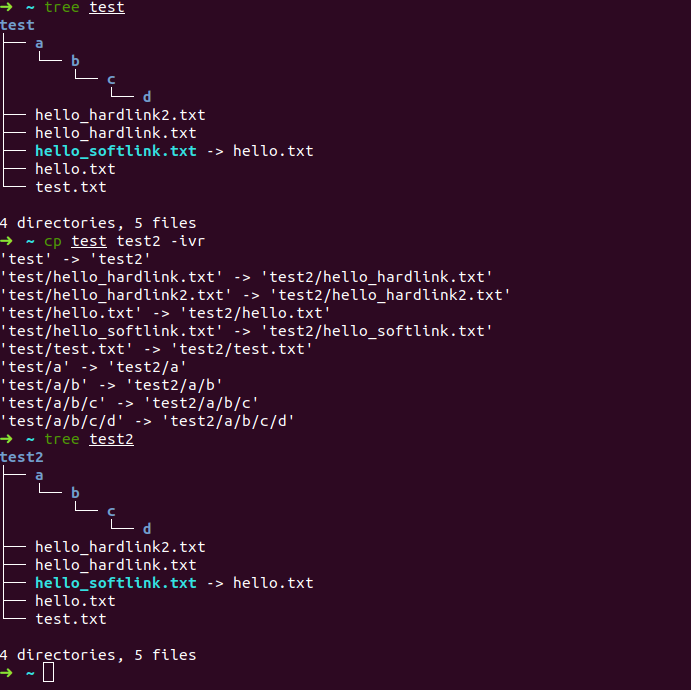 ➜  ~ tree test
test
├── a
│   └── b
│       └── c
│           └── d
├── hello_hardlink2.txt
├── hello_hardlink.txt
├── hello_softlink.txt -> hello.txt
├── hello.txt
└── test.txt

4 directories, 5 files
➜  ~ cp test test2 -ivr
'test' -> 'test2'
'test/hello_hardlink.txt' -> 'test2/hello_hardlink.txt'
'test/hello_hardlink2.txt' -> 'test2/hello_hardlink2.txt'
'test/hello.txt' -> 'test2/hello.txt'
'test/hello_softlink.txt' -> 'test2/hello_softlink.txt'
'test/test.txt' -> 'test2/test.txt'
'test/a' -> 'test2/a'
'test/a/b' -> 'test2/a/b'
'test/a/b/c' -> 'test2/a/b/c'
'test/a/b/c/d' -> 'test2/a/b/c/d'
➜  ~ tree test2
test2
├── a
│   └── b
│       └── c
│           └── d
├── hello_hardlink2.txt
├── hello_hardlink.txt
├── hello_softlink.txt -> hello.txt
├── hello.txt
└── test.txt

4 directories, 5 files
➜  ~